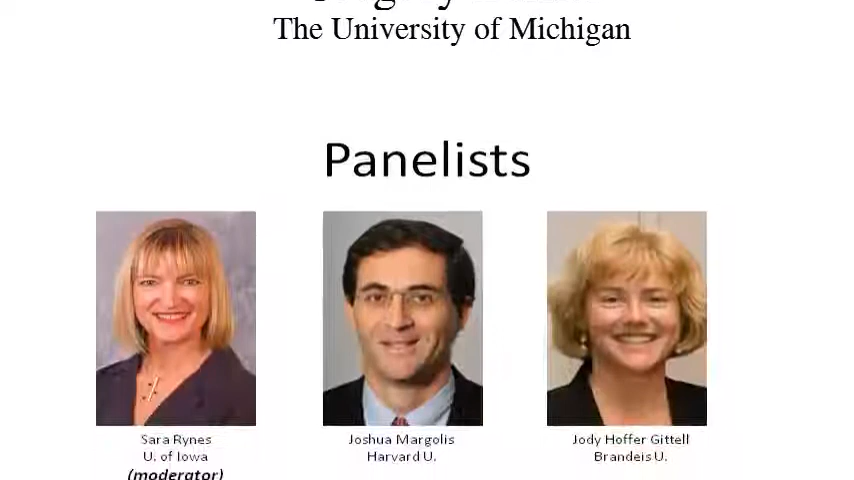 The University of Michigan
Panelists
Sara Rynes
U. of Iowa
(moderator)
Joshua Margolis
Harvard U.
Jody Hoffer Gittell
Brandeis U.